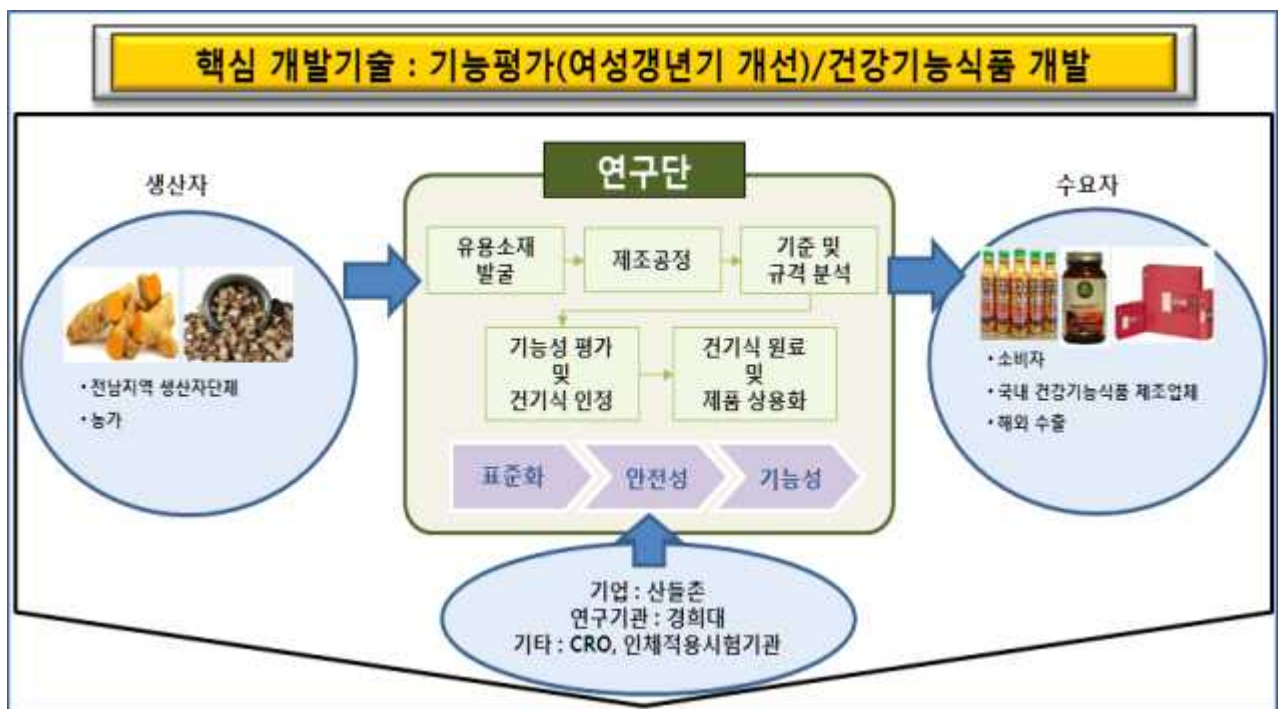 핵심 개발기술 : 기능평가(여성갱년기 개선)/건강기능식품 개발
생산자
• 전남지역 생산자단체
• 농가
연구단
유용소재
발굴
제조공정
기준 및
규격 분석
기능성 평가
및
건기식 인정
건기식 원료
및
제품 상용화
표준화
안전성
기능성
기업 : 산들촌
연구기관 : 경희대
기타 : CRO, 인체적용시험기관
수요자
• 소비자
• 국내 건강기능식품 제조업체
• 해외 수출